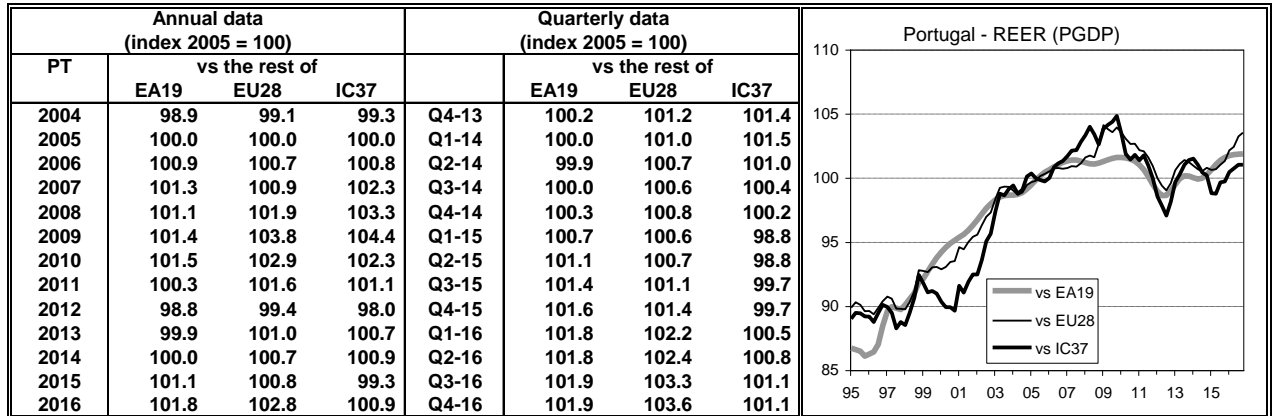 Annual data Quarterly data
(index 2005 = 100) (index 2005 = 100)
PT vs the rest of vs the rest of
EA19 EU28 IC37 EA19 EU28 IC37
2004 98.9 99.1 99.3 Q4-13 100.2 101.2 101.4
2005 100.0 100.0 100.0 Q1-14 100.0 101.0 101.5
2006 100.9 100.7 100.8 Q2-14 99.9 100.7 101.0
2007 101.3 100.9 102.3 Q3-14 100.0 100.6 100.4
2008 101.1 101.9 103.3 Q4-14 100.3 100.8 100.2
2009 101.4 103.8 104.4 Q1-15 100.7 100.6 98.8
2010 101.5 102.9 102.3 Q2-15 101.1 100.7 98.8
2011 100.3 101.6 101.1 Q3-15 101.4 101.1 99.7
2012 98.8 99.4 98.0 Q4-15 101.6 101.4 99.7
2013 99.9 101.0 100.7 Q1-16 101.8 102.2 100.5
2014 100.0 100.7 100.9 Q2-16 101.8 102.4 100.8
2015 101.1 100.8 99.3 Q3-16 101.9 103.3 101.1
2016 101.8 102.8 100.9 Q4-16 101.9 103.6 101.1
Portugal - REER (PGDP)
110
105
100
95
90
85
vs EA19
vs EU28
vs IC37
95 97 99 01 03 05 07 09 11 13 15